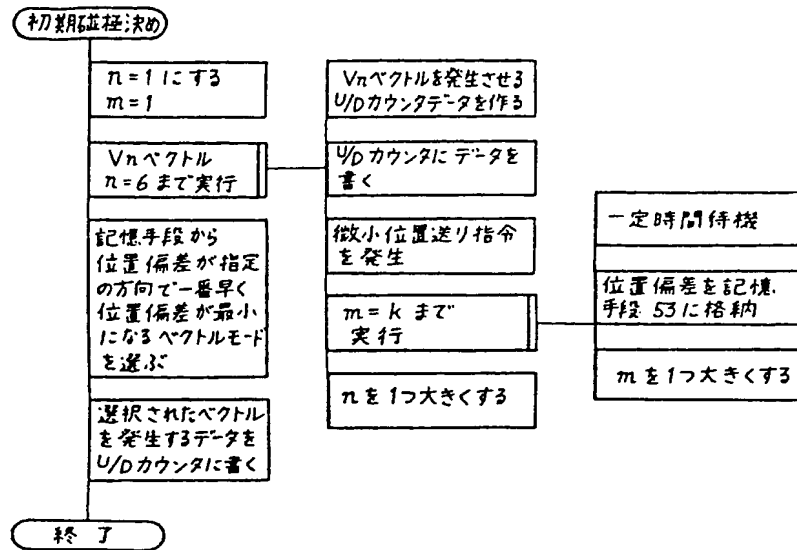 初期磁極決め
n=1にする
m=1
Vnベクトル
n=6まで実行
記憶手段から
位置偏差が指定
の方向で一番早く
位置偏差が最小
になるベクトルモード
を選ぶ
選択されたベクトル
を発生するデータを
U/Dカウンタに書く
終了
Vnベクトルを発生させる
U/Dカウンタデータを作る
U/Dカウンタにデータを
書く
微小位置送り指令
を発生
m=kまで
実行
nを1つ大きくする
一定時間待機
位置偏差を記憶
手段53に格納
mを1つ大きくする